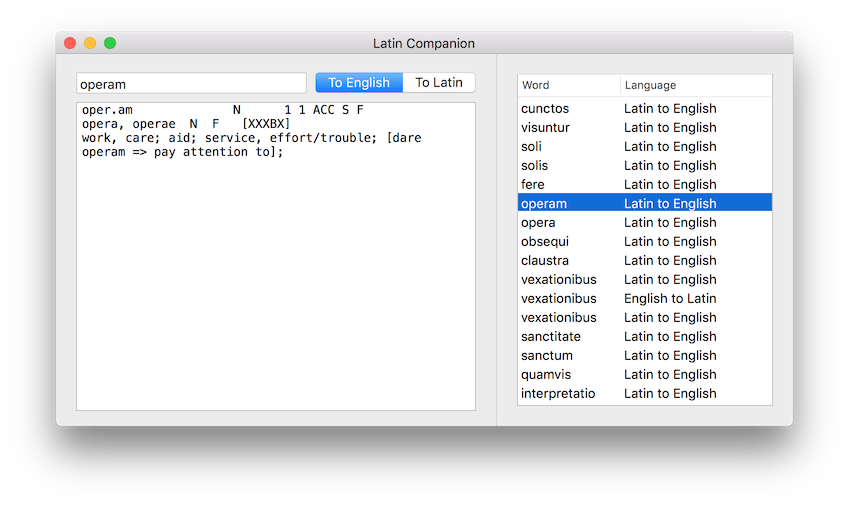 Latin Companion
operam
To English
To Latin
oper.am              N      1 1 ACC S F
opera, operae  N  F   [XXXBX]
work, care; aid; service, effort/trouble; [dare
operam => pay attention to];
Word Language
cunctos Latin to English
visuntur Latin to English
soli Latin to English
solis Latin to English
fere Latin to English
operam Latin to English
opera Latin to English
obsequi Latin to English
claustra Latin to English
vexationibus Latin to English
vexationibus English to Latin
vexationibus Latin to English
sanctitate Latin to English
sanctum Latin to English
quamvis Latin to English
interpretatio Latin to English